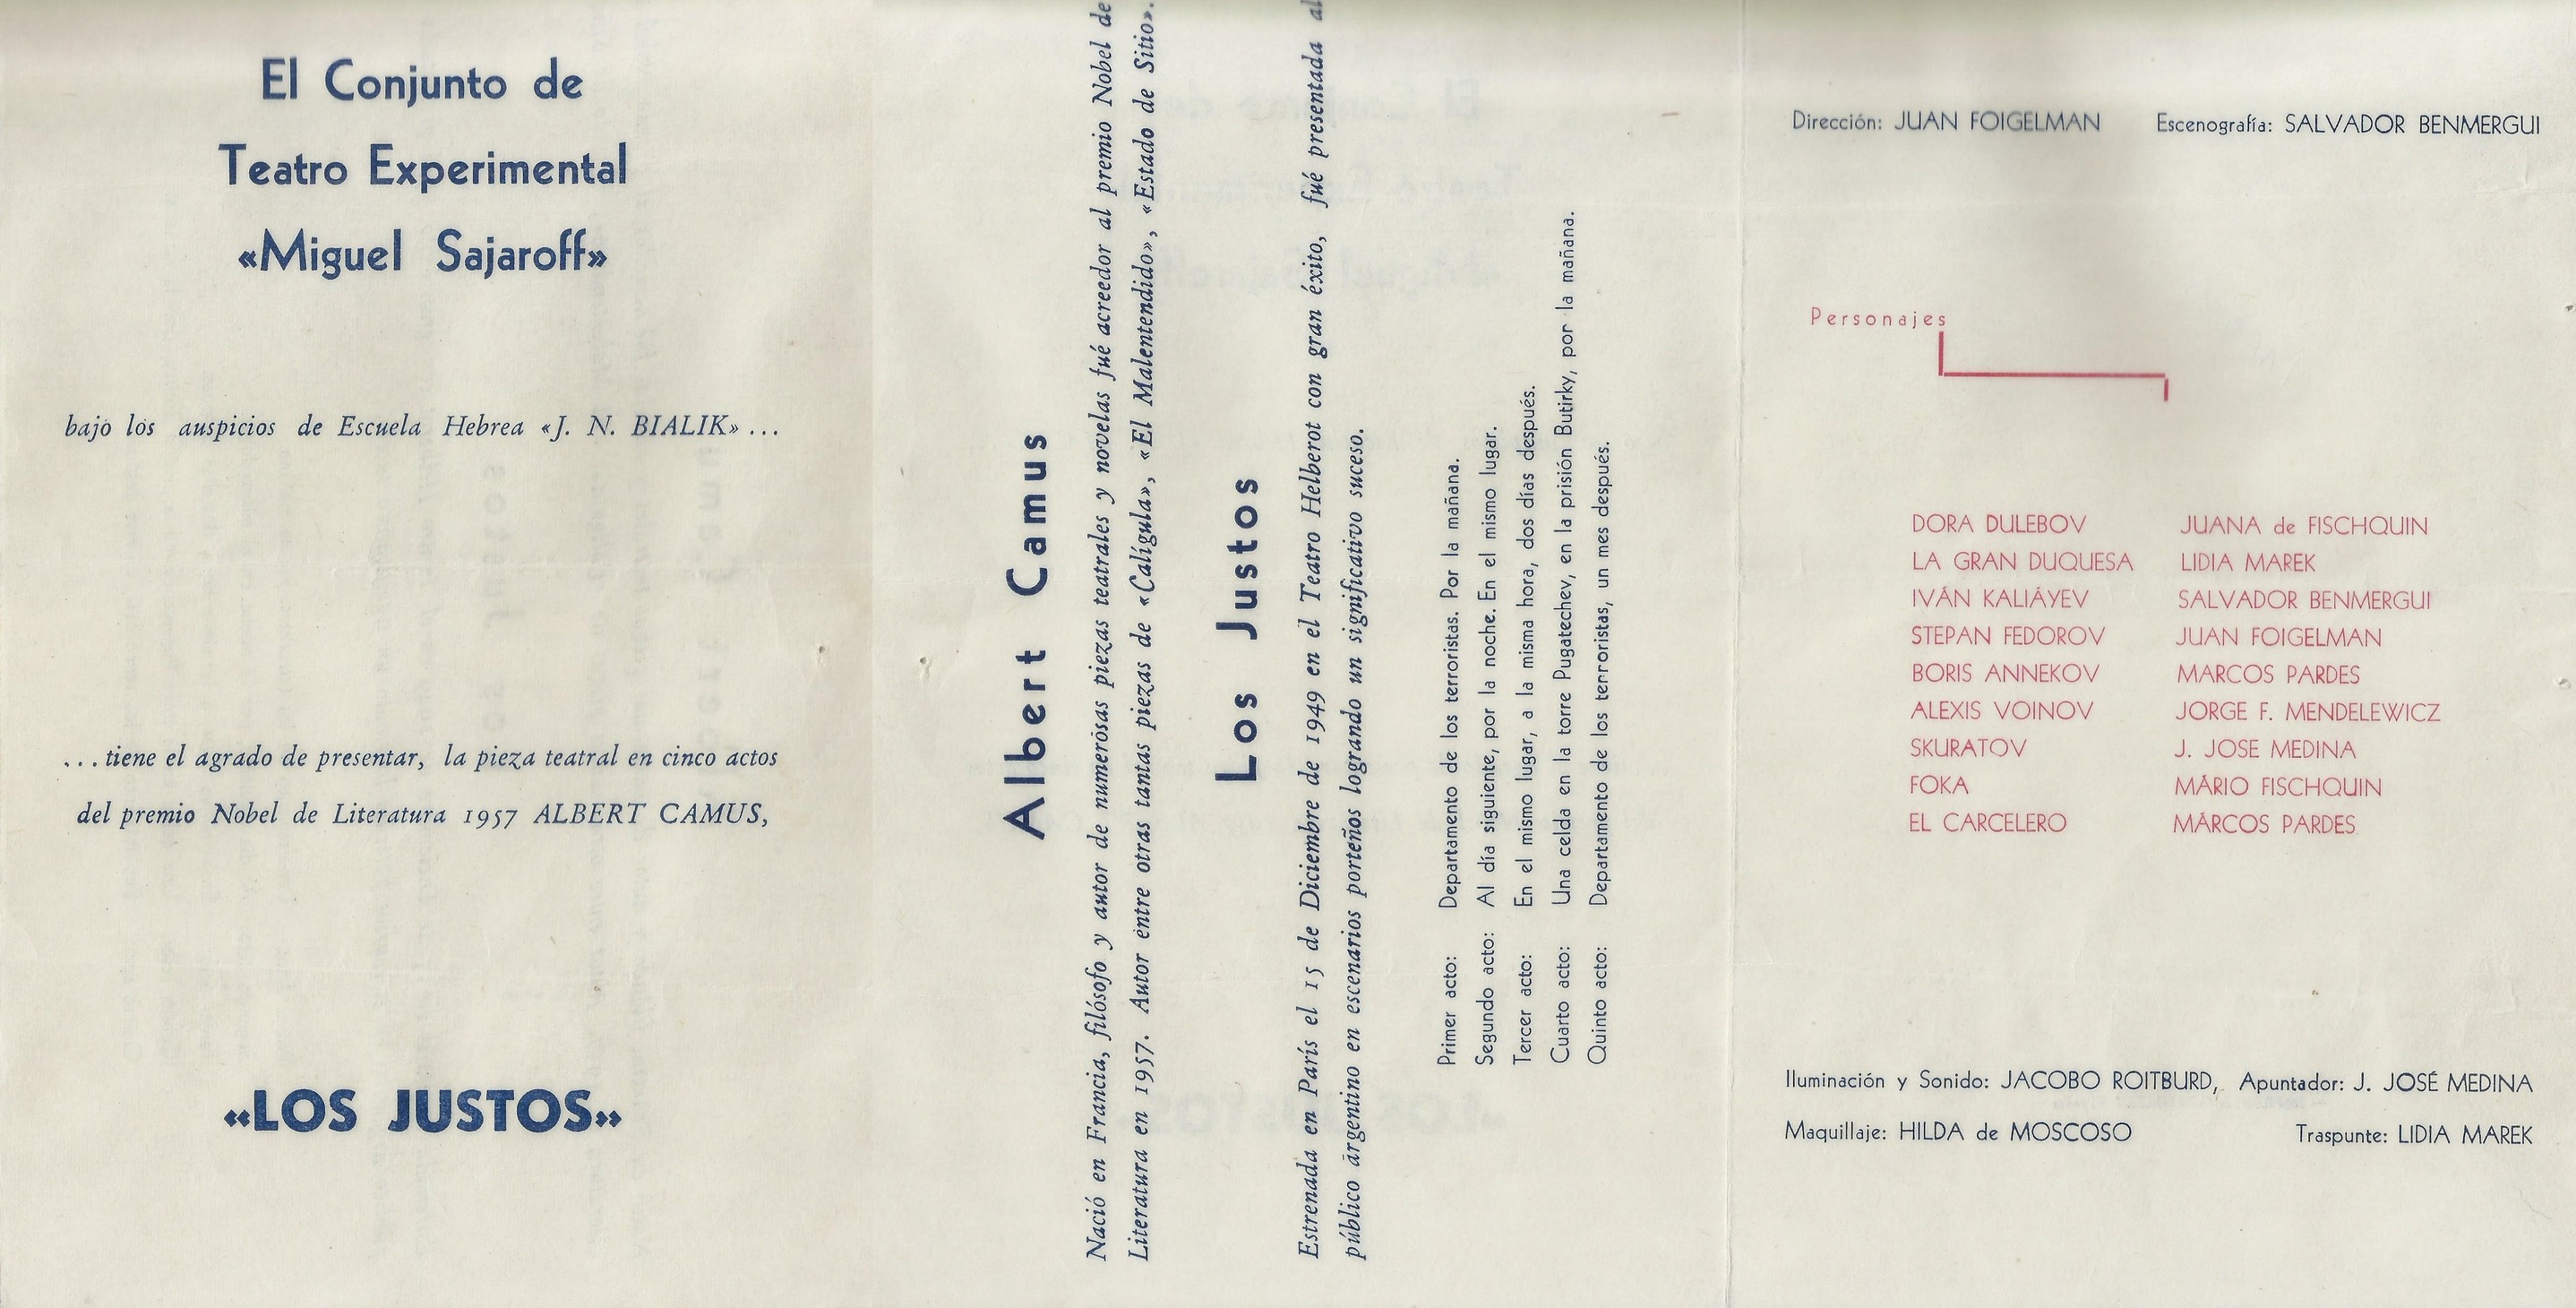 El Conjunto de
Teatro Experimental
«Miguel Sajaroff»
bajo los auspicios de Escuela Hebrea «J. N. BIALIK» ...
...tiene el agrado de presentar, la pieza teatral en cinco actos
del premio Nobel de Literatura 1957 ALBERT CAMUS,
«LOS JUSTOS»
Albert Camus
Nació en Francia, filósofo y autor de numerosas piezas teatrales y novelas fué acreedor al premio Nobel de
Literatura en 1957. Autor entre otras tantas piezas de «Calígula», «El Malentendido», «Estado de Sitio».
Los Justos
Estrenada en París el 15 de Diciembre de 1949 en el Teatro Helberot con gran éxito, fué presentada al
público argentino en escenarios porteños logrando un significativo suceso.
Primer acto: Departamento de los terroristas. Por la mañana.
Segundo acto: Al día siguiente, por la noche. En el mismo lugar.
Tercer acto: En el mismo lugar, a la misma hora, dos días después.
Cuarto acto: Una celda en la torre Pugatechev, en la prisión Butirky, por la mañana.
Quinto acto: Departamento de los terroristas, un mes después.
Dirección: JUAN FOIGELMAN Escenografía: SALVADOR BENMERGUI
Personajes
DORA DULEBOV JUANA de FISCHQUIN
LA GRAN DUQUESA LIDIA MAREK
IVÁN KALIÁYEV SALVADOR BENMERGUI
STEPAN FEDOROV JUAN FOIGELMAN
BORIS ANNEKOV MARCOS PARDES
ALEXIS VOINOV JORGE F. MENDELEWICZ
SKURATOV J. JOSE MEDINA
FOKA MARIO FISCHQUIN
EL CARCELERO MARCOS PARDES
Iluminación y Sonido: JACOBO ROITBURD, Apuntador: J. JOSÉ MEDINA
Maquillaje: HILDA de MOSCOSO Traspunte: LIDIA MAREK